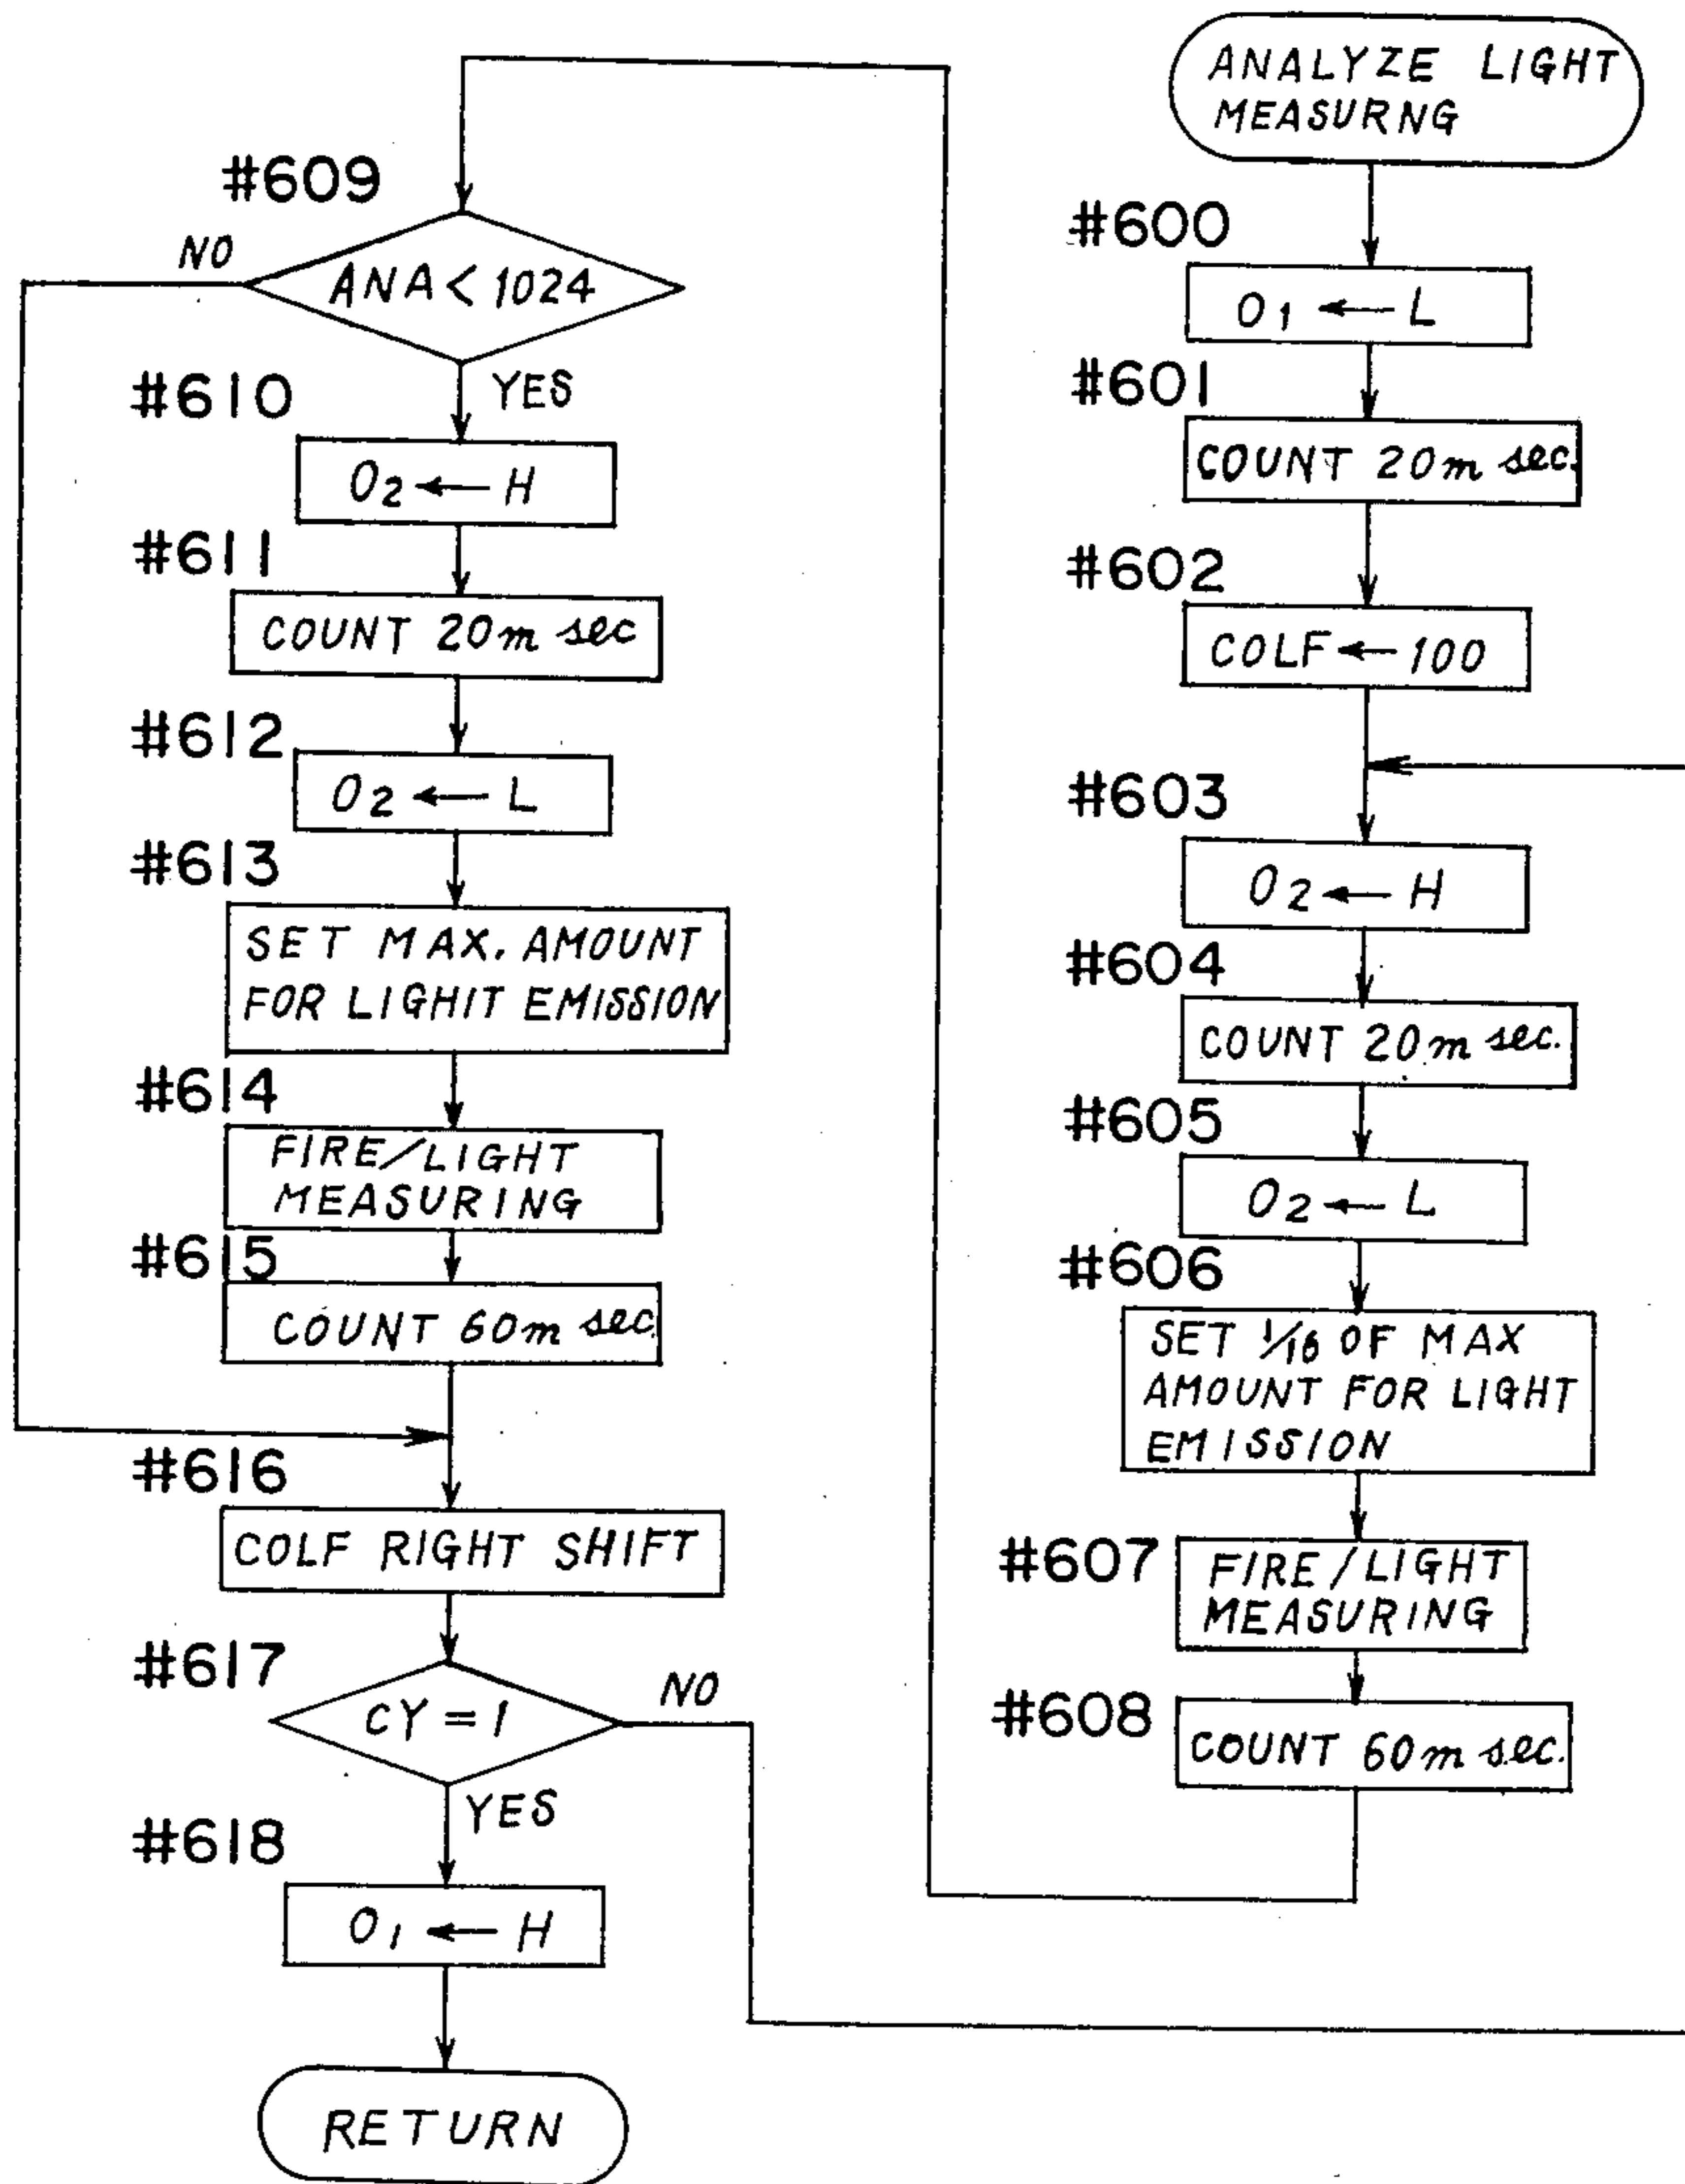 ANALYZE LIGHT
MEASURNG
#600
O1 ← L
#601
COUNT 20m sec.
#602
COLF ← 100
#603
O2 ← H
#604
COUNT 20m sec.
#605
O2 ← L
#606
SET 1/16 OF MAX
AMOUNT FOR LIGHT
EMISSION
#607
FIRE/LIGHT
MEASURING
#608
COUNT 60m sec.
#609
NO
ANA < 1024
YES
#610
O2 ← H
#611
COUNT 20m sec
#612
O2 ← L
#613
SET MAX. AMOUNT
FOR LIGHIT EMISSION
#614
FIRE/LIGHT
MEASURING
#615
COUNT 60m sec.
#616
COLF RIGHT SHIFT
#617
CY = 1
NO
YES
#618
O1 ← H
RETURN